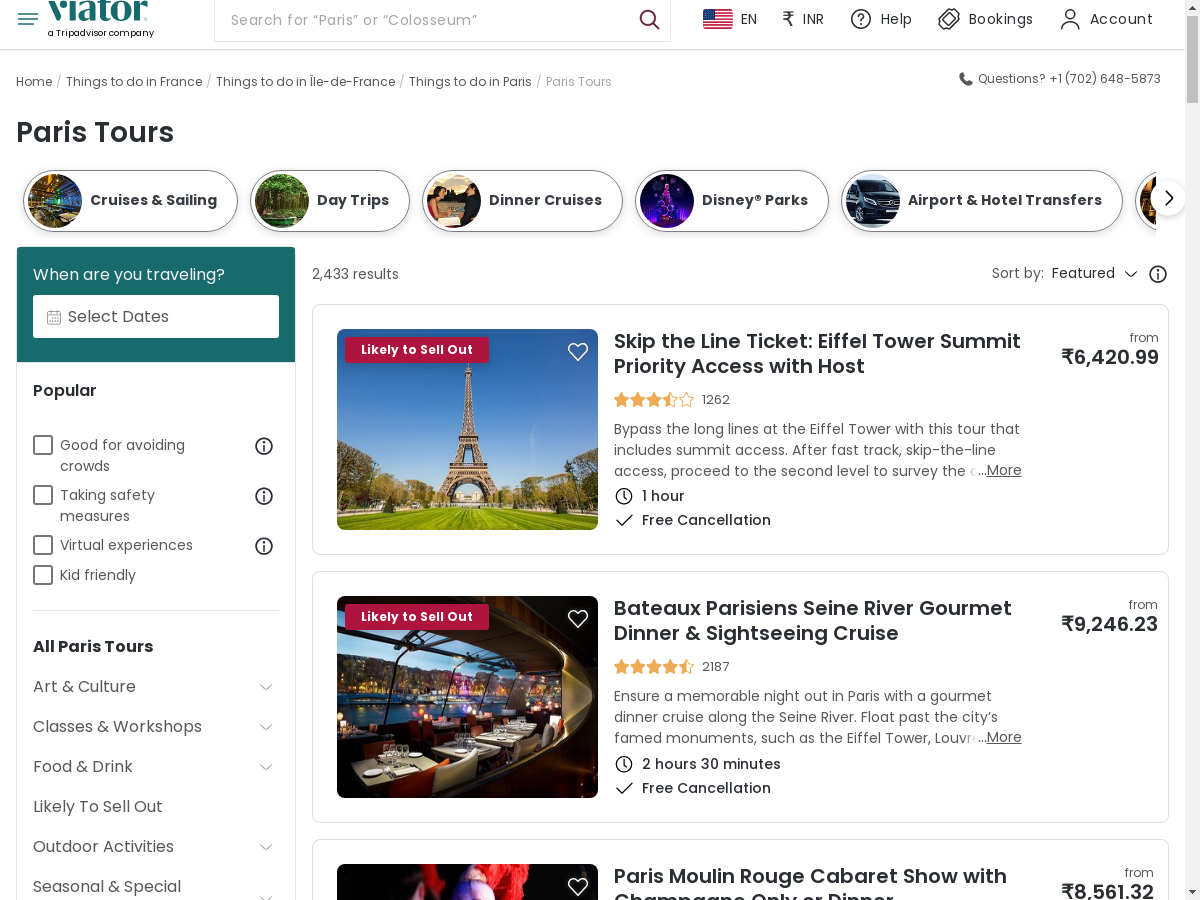 viator
a Tripadvisor company
Search for “Paris” or “Colosseum”
EN
₹ INR
Help
Bookings
Account
Home / Things to do in France / Things to do in Île-de-France / Things to do in Paris / Paris Tours
Questions? +1 (702) 648-5873
Paris Tours
Cruises & Sailing
Day Trips
Dinner Cruises
Disney® Parks
Airport & Hotel Transfers
When are you traveling?
Select Dates
Popular
Good for avoiding
crowds
Taking safety
measures
Virtual experiences
Kid friendly
All Paris Tours
Art & Culture
Classes & Workshops
Food & Drink
Likely To Sell Out
Outdoor Activities
Seasonal & Special
2,433 results
Sort by: Featured
Likely to Sell Out
Skip the Line Ticket: Eiffel Tower Summit
Priority Access with Host
from
₹6,420.99
1262
Bypass the long lines at the Eiffel Tower with this tour that
includes summit access. After fast track, skip-the-line
access, proceed to the second level to survey the ...More
1 hour
Free Cancellation
Likely to Sell Out
Bateaux Parisiens Seine River Gourmet
Dinner & Sightseeing Cruise
from
₹9,246.23
2187
Ensure a memorable night out in Paris with a gourmet
dinner cruise along the Seine River. Float past the city’s
famed monuments, such as the Eiffel Tower, Louvre...More
2 hours 30 minutes
Free Cancellation
Paris Moulin Rouge Cabaret Show with
Champagne Only or Dinner
from
₹8,561.32